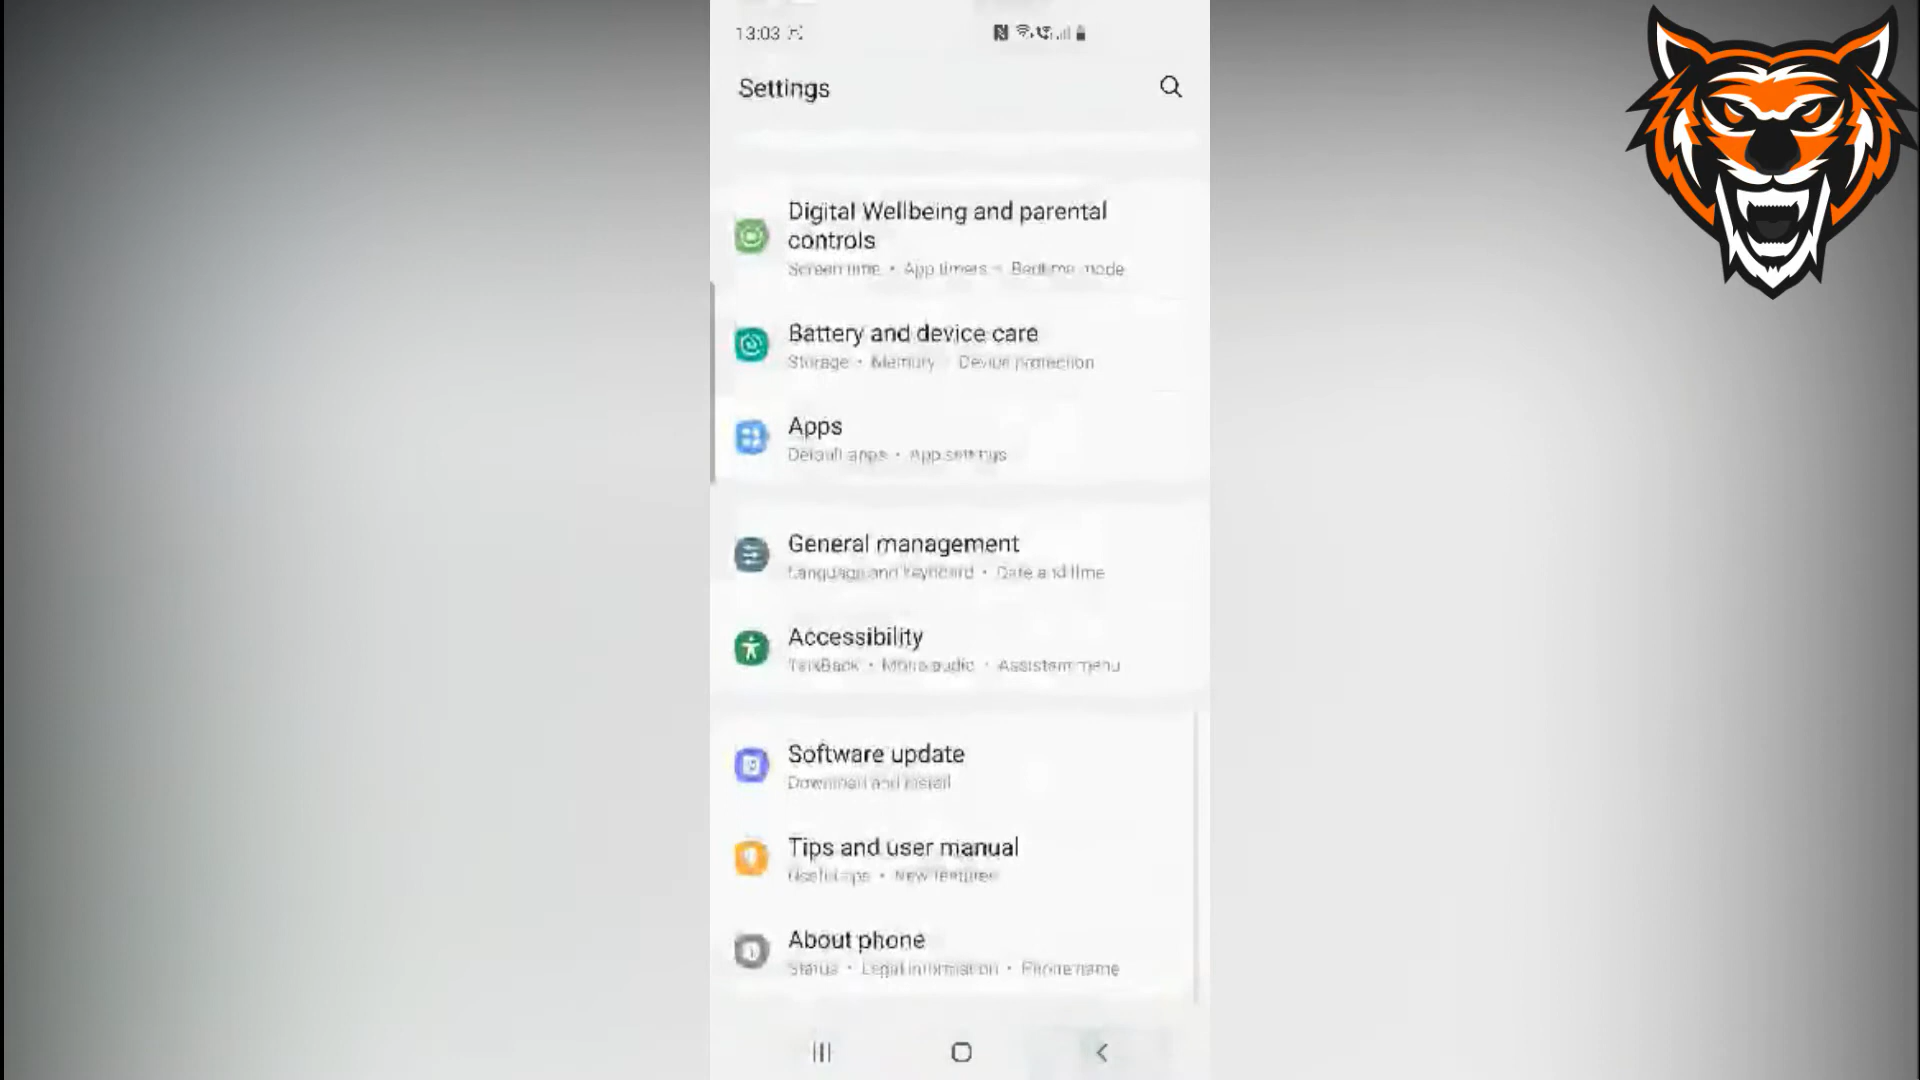 13:03
Settings
Digital Wellbeing and parental
controls
Screen time • App timers • Bedtime mode
Battery and device care
Storage • Memory • Device protection
Apps
Default apps • App settings
General management
Language and keyboard • Date and time
Accessibility
TalkBack • Mono audio • Assistant menu
Software update
Download and install
Tips and user manual
Useful tips • New features
About phone
Status • Legal information • Phone name